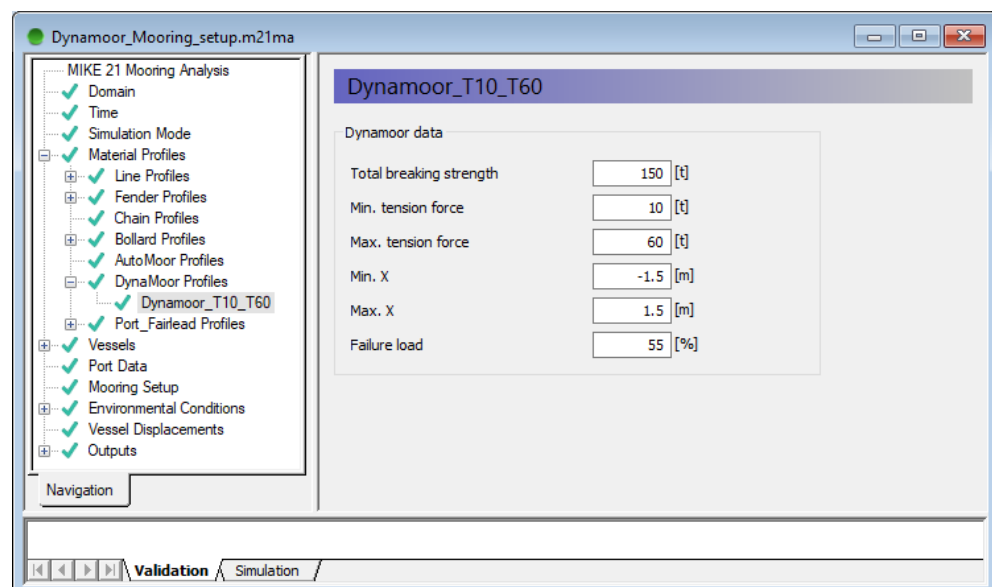 Dynamoor_Mooring_setup.m21ma
MIKE 21 Mooring Analysis
Domain
Time
Simulation Mode
Material Profiles
Line Profiles
Fender Profiles
Chain Profiles
Bollard Profiles
AutoMoor Profiles
DynaMoor Profiles
Dynamoor_T10_T60
Port_Fairlead Profiles
Vessels
Port Data
Mooring Setup
Environmental Conditions
Vessel Displacements
Outputs
Navigation
Dynamoor_T10_T60
Dynamoor data
Total breaking strength 150 [t]
Min. tension force 10 [t]
Max. tension force 60 [t]
Min. X -1.5 [m]
Max. X 1.5 [m]
Failure load 55 [%]
Validation Simulation